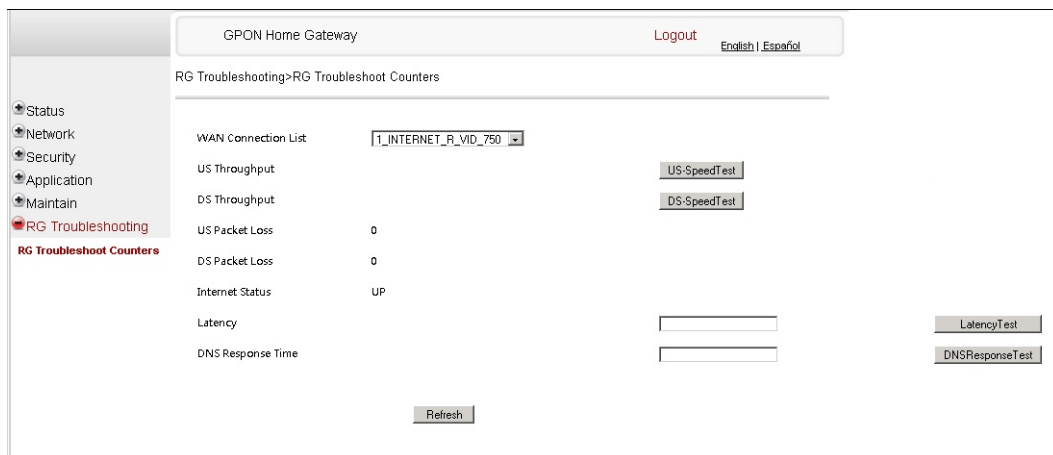 GPON Home Gateway
Logout
English | Español
RG Troubleshooting>RG Troubleshoot Counters
Status
Network
Security
Application
Maintain
RG Troubleshooting
RG Troubleshoot Counters
WAN Connection List 1_INTERNET_R_VID_750
US Throughput US-SpeedTest
DS Throughput DS-SpeedTest
US Packet Loss 0
DS Packet Loss 0
Internet Status UP
Latency LatencyTest
DNS Response Time DNSResponseTest
Refresh